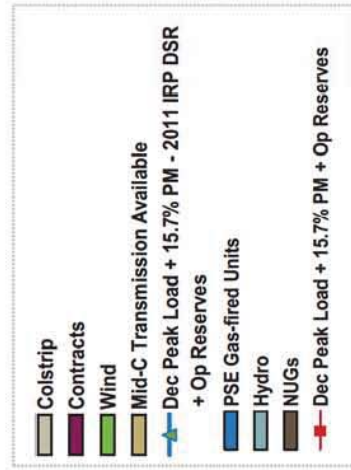 Colstrip
Contracts
Wind
Mid-C Transmission Available
Dec Peak Load + 15.7% PM - 2011 IRP DSR
+ Op Reserves
PSE Gas-fired Units
Hydro
NUGs
Dec Peak Load + 15.7% PM + Op Reserves